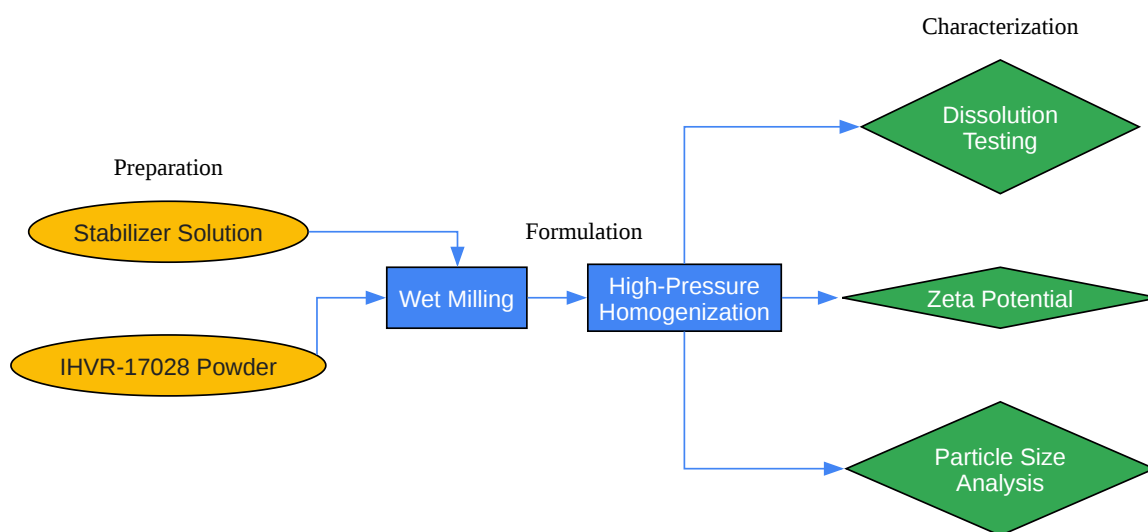 Characterization
Dissolution
Testing
Preparation
Stabilizer Solution
Formulation
Wet Milling
High-Pressure
Homogenization
Zeta Potential
IHVR-17028 Powder
Particle Size
Analysis